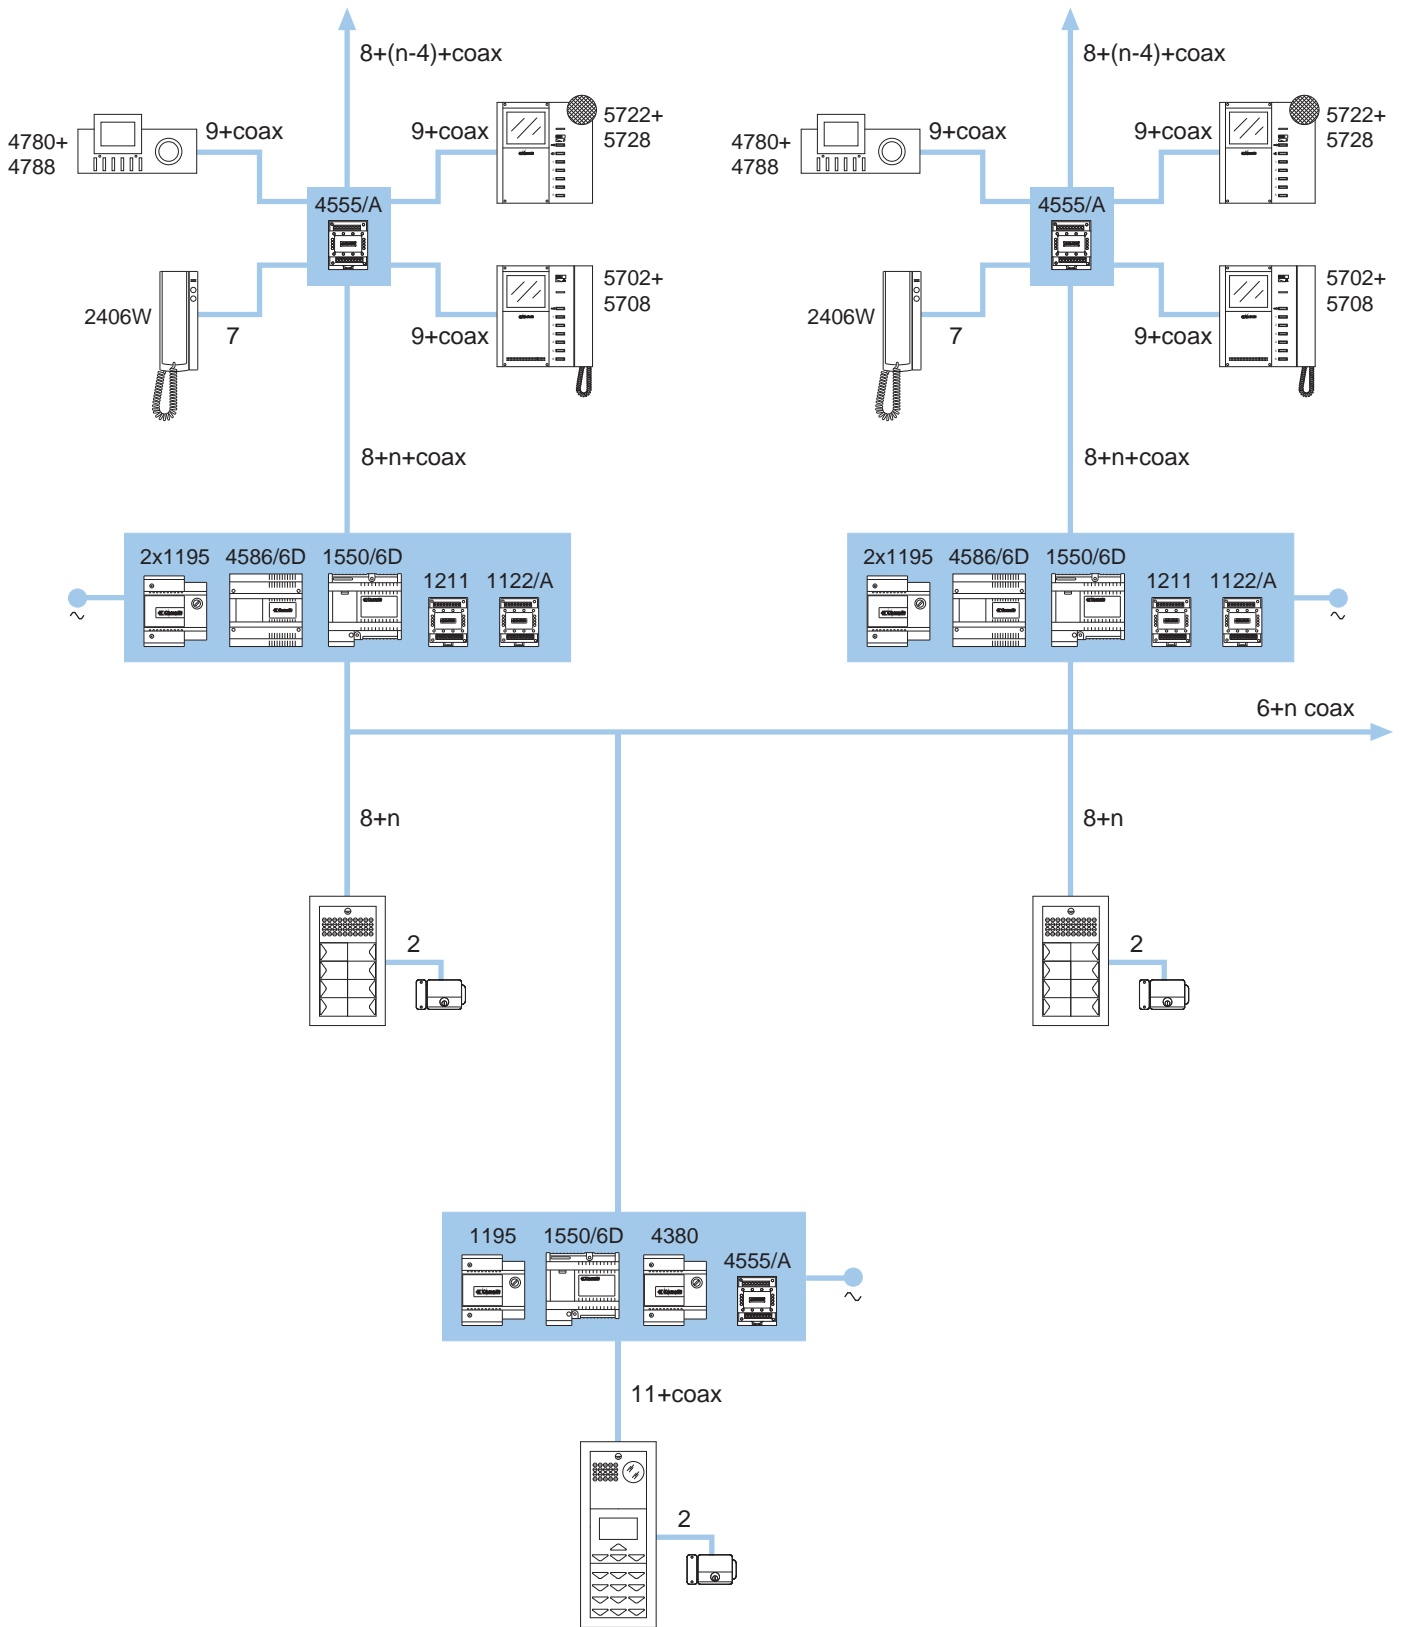 8+(n-4)+coax
8+(n-4)+coax
4780+
4788
9+coax
9+coax
5722+
5728
4780+
4788
9+coax
9+coax
5722+
5728
4555/A
4555/A
2406W
7
9+coax
5702+
5708
2406W
7
9+coax
5702+
5708
8+n+coax
8+n+coax
2x1195
4586/6D
1550/6D
1211
1122/A
~
2x1195
4586/6D
1550/6D
1211
1122/A
~
6+n coax
8+n
8+n
2
2
1195
1550/6D
4380
4555/A
~
11+coax
2